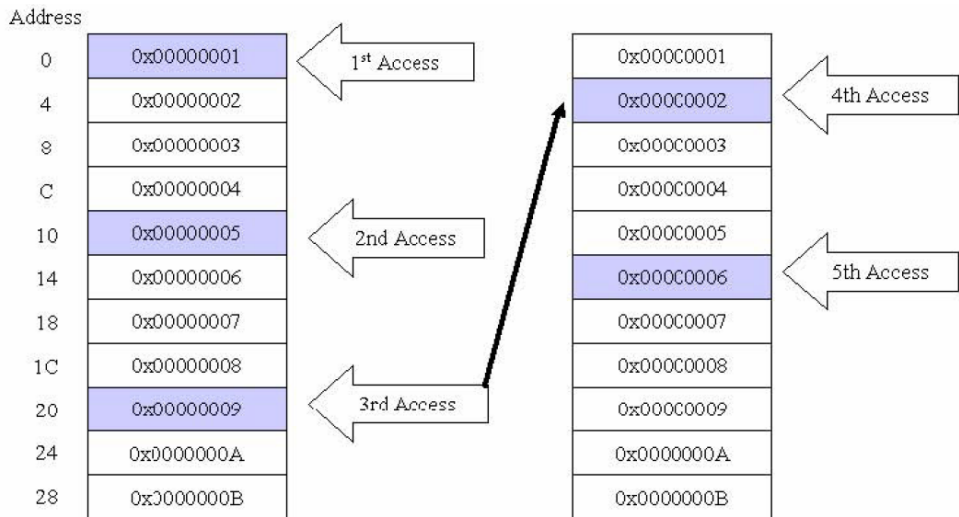 Address
0 0x00000001 1st Access 0x000C0001
4 0x00000002 0x000C0002 4th Access
8 0x00000003 0x000C0003
C 0x00000004 0x000C0004
10 0x00000005 2nd Access 0x000C0005
14 0x00000006 0x000C0006 5th Access
18 0x00000007 0x000C0007
1C 0x00000008 0x000C0008
20 0x00000009 3rd Access 0x000C0009
24 0x0000000A 0x0000000A
28 0x0000000B 0x0000000B